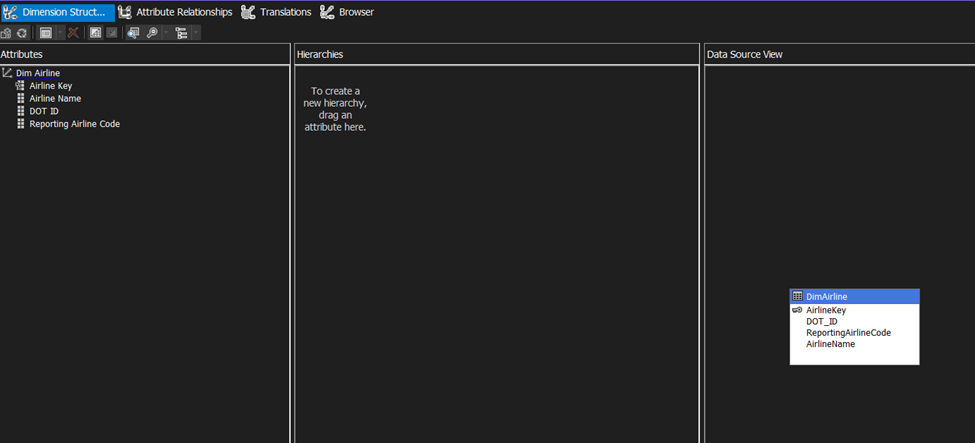 Dimension Struct... Attribute Relationships Translations Browser
Attributes
Dim Airline
Airline Key
Airline Name
DOT ID
Reporting Airline Code
Hierarchies
To create a
new hierarchy,
drag an
attribute here.
Data Source View
DimAirline
AirlineKey
DOT_ID
ReportingAirlineCode
AirlineName